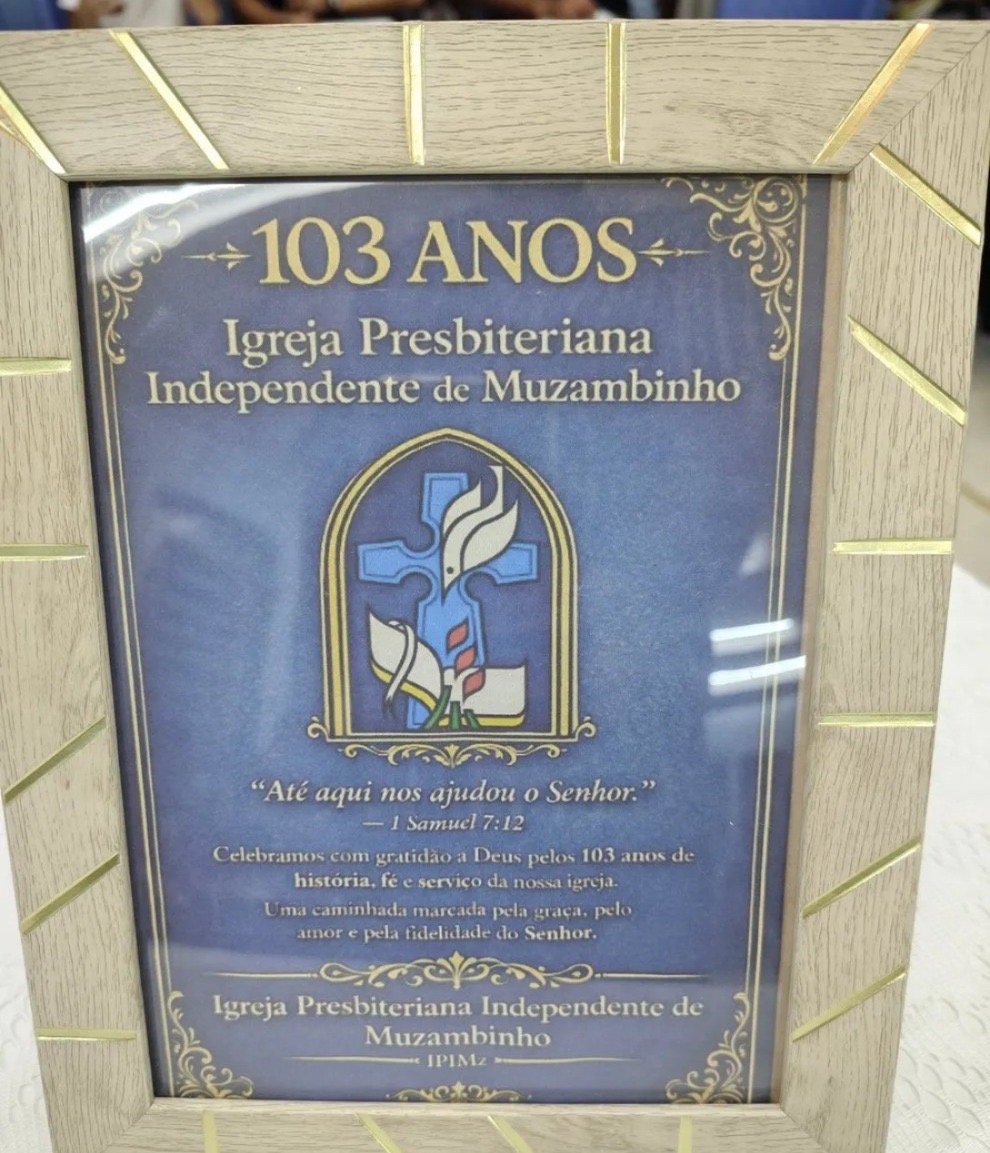 103 ANOS
Igreja Presbiteriana
Independente de Muzambinho
“Até aqui nos ajudou o Senhor.”
— 1 Samuel 7:12
Celebramos com gratidão a Deus pelos 103 anos de
história, fé e serviço da nossa igreja.
Uma caminhada marcada pela graça, pelo
amor e pela fidelidade do Senhor.
Igreja Presbiteriana Independente de
Muzambinho
IPIMz